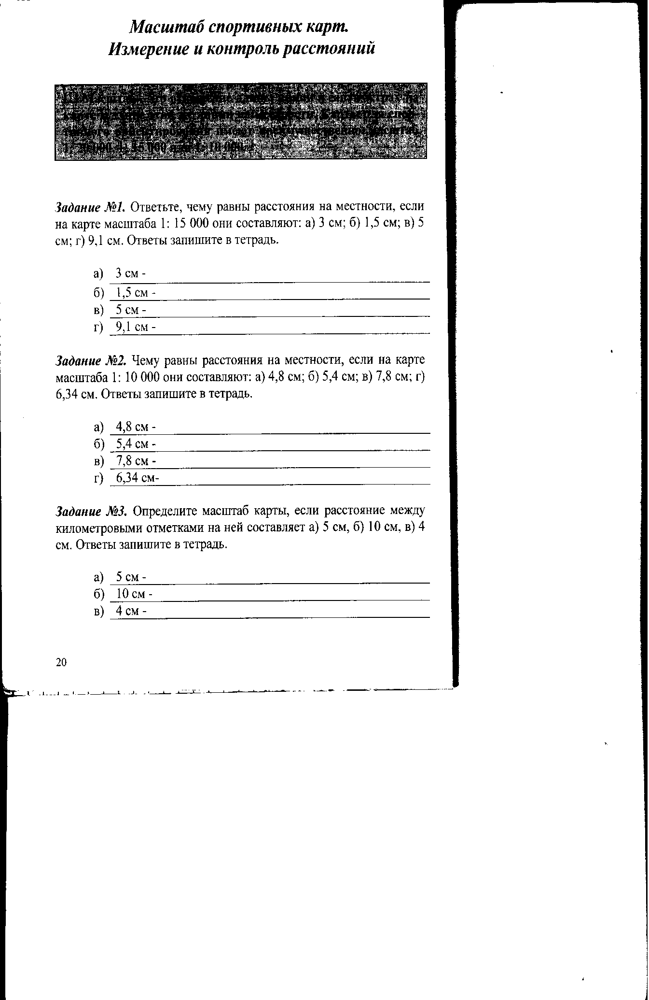 Масштаб спортивных карт.
Измерение и контроль расстояний
1: 15 000 1: 10 000
Задание №1. Ответьте, чему равны расстояния на местности, если
на карте масштаба 1: 15 000 они составляют: а) 3 см; б) 1,5 см; в) 5
см; г) 9,1 см. Ответы запишите в тетрадь.
а) 3 см -
б) 1,5 см -
в) 5 см -
г) 9,1 см -
Задание №2. Чему равны расстояния на местности, если на карте
масштаба 1: 10 000 они составляют: а) 4,8 см; б) 5,4 см; в) 7,8 см; г)
6,34 см. Ответы запишите в тетрадь.
а) 4,8 см -
б) 5,4 см -
в) 7,8 см -
г) 6,34 см-
Задание №3. Определите масштаб карты, если расстояние между
километровыми отметками на ней составляет а) 5 см, б) 10 см, в) 4
см. Ответы запишите в тетрадь.
а) 5 см -
б) 10 см -
в) 4 см -
20